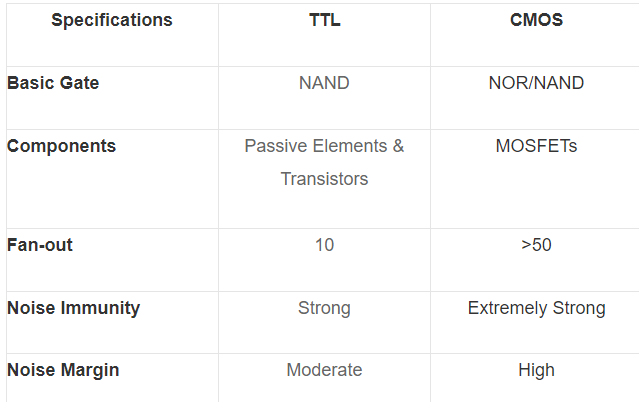 Specifications TTL CMOS
Basic Gate NAND NOR/NAND
Components Passive Elements & MOSFETs
Transistors
Fan-out 10 >50
Noise Immunity Strong Extremely Strong
Noise Margin Moderate High